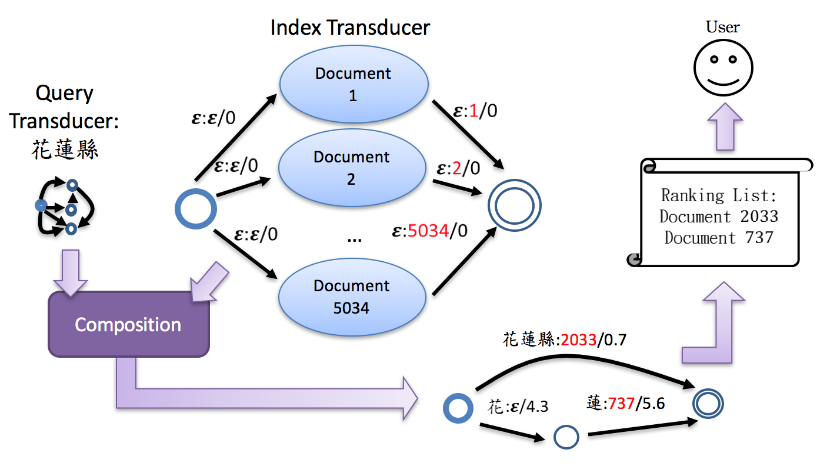 Index Transducer
User
Query
Transducer:
花蓮縣
Document
1
Document
2
...
Document
5034
𝜺:𝜺/0
𝜺:𝜺/0
𝜺:𝜺/0
𝜺:1/0
𝜺:2/0
𝜺:5034/0
Ranking List:
Document 2033
Document 737
Composition
花蓮縣:2033/0.7
花:𝜺/4.3
蓮:737/5.6